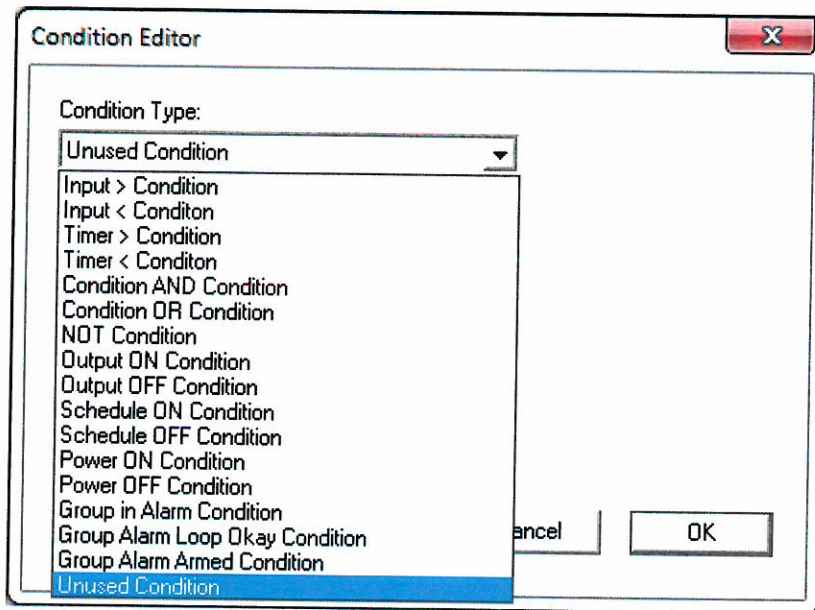 Condition Editor
x
Condition Type:
Unused Condition
Input > Condition
Input < Conditon
Timer > Condition
Timer < Conditon
Condition AND Condition
Condition OR Condition
NOT Condition
Output ON Condition
Output OFF Condition
Schedule ON Condition
Schedule OFF Condition
Power ON Condition
Power OFF Condition
Group in Alarm Condition
Group Alarm Loop Okay Condition
Group Alarm Armed Condition
Unused Condition
ancel
OK